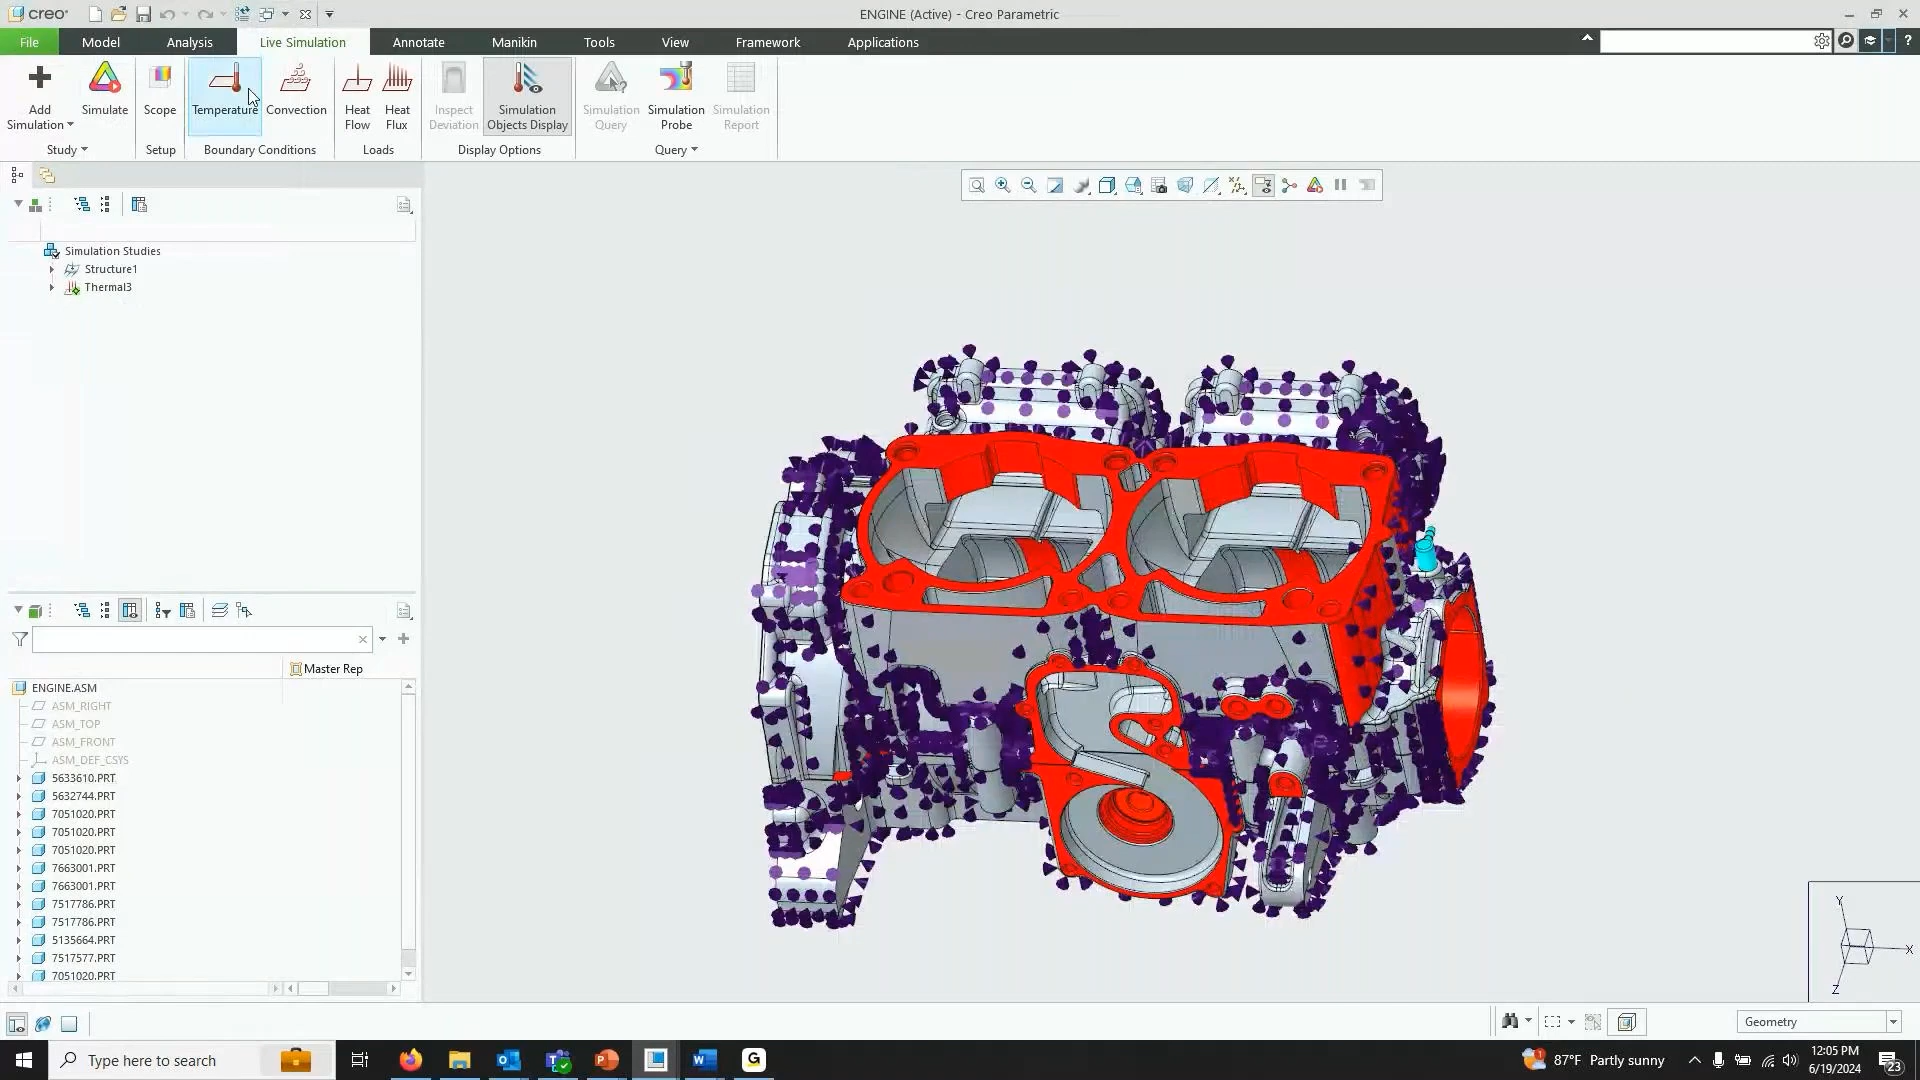 creo
ENGINE (Active) - Creo Parametric
File
Model
Analysis
Live Simulation
Annotate
Manikin
Tools
View
Framework
Applications
?
Add
Simulation
Simulate
Scope
Temperature
Convection
Heat
Flow
Heat
Flux
Inspect
Deviation
Simulation
Objects Display
Simulation
Query
Simulation
Probe
Simulation
Report
Study
Setup
Boundary Conditions
Loads
Display Options
Query
Simulation Studies
Structure1
Thermal3
Master Rep
ENGINE.ASM
ASM_RIGHT
ASM_TOP
ASM_FRONT
ASM_DEF_CSYS
5633610.PRT
5632744.PRT
7051020.PRT
7051020.PRT
7051020.PRT
7663001.PRT
7663001.PRT
7517786.PRT
7517786.PRT
5135664.PRT
7517577.PRT
7051020.PRT
Y
X
Z
Geometry
Type here to search
87°F Partly sunny
12:05 PM
6/19/2024
23